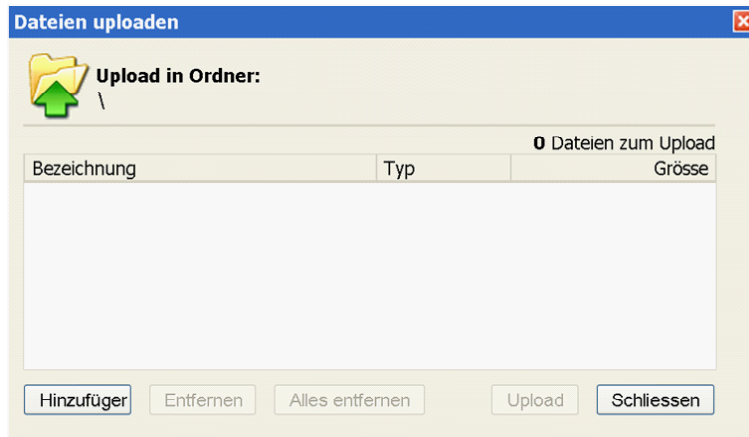 Dateien uploaden
Upload in Ordner:
\
0 Dateien zum Upload
Bezeichnung Typ Grösse
Hinzufüger Entfernen Alles entfernen Upload Schliessen